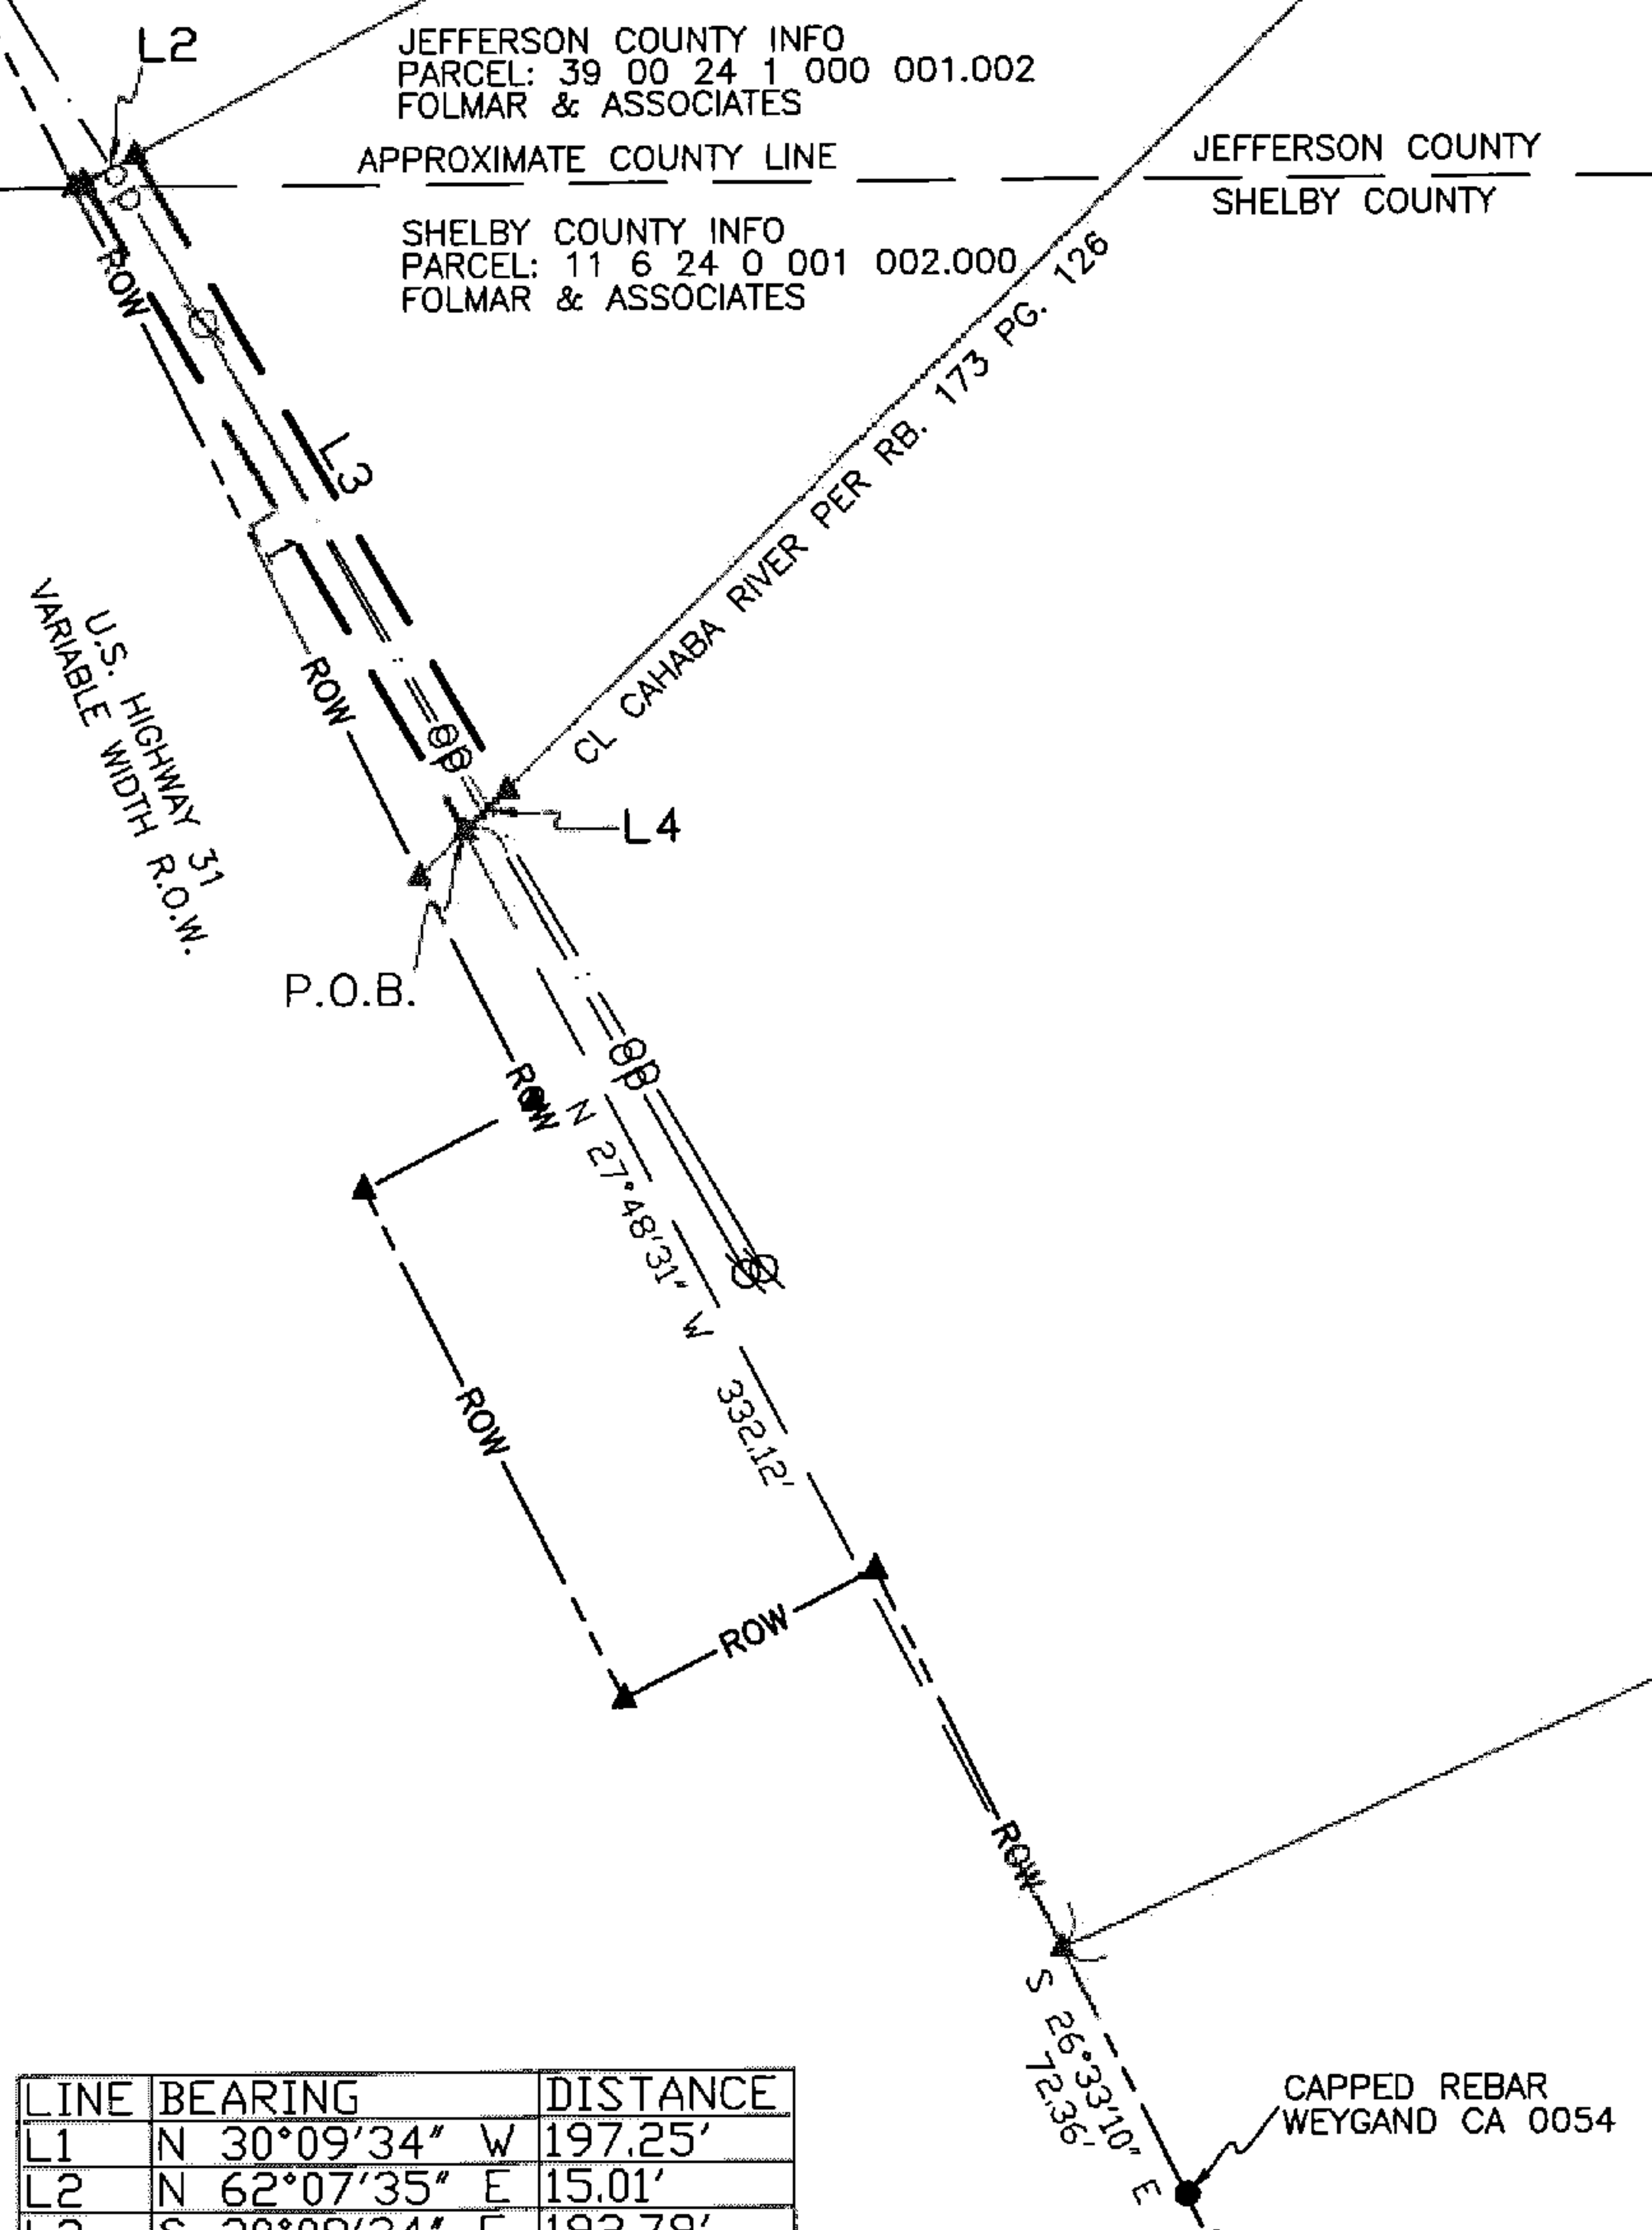 L2
JEFFERSON COUNTY INFO
PARCEL: 39 00 24 1 000 001.002
FOLMAR & ASSOCIATES
APPROXIMATE COUNTY LINE
JEFFERSON COUNTY
SHELBY COUNTY
SHELBY COUNTY INFO
PARCEL: 11 6 24 0 001 002.000
FOLMAR & ASSOCIATES
ROW
L3
L1
CL CAHABA RIVER PER RB. 173 PG. 126
U.S. HIGHWAY 31
VARIABLE WIDTH R.O.W.
ROW
L4
P.O.B.
ROW
N 27°48'31" W 332.12'
ROW
ROW
ROW
S 26°33'10" E
72.36'
CAPPED REBAR
WEYGAND CA 0054
LINE BEARING DISTANCE
L1 N 30°09'34" W 197.25'
L2 N 62°07'35" E 15.01'